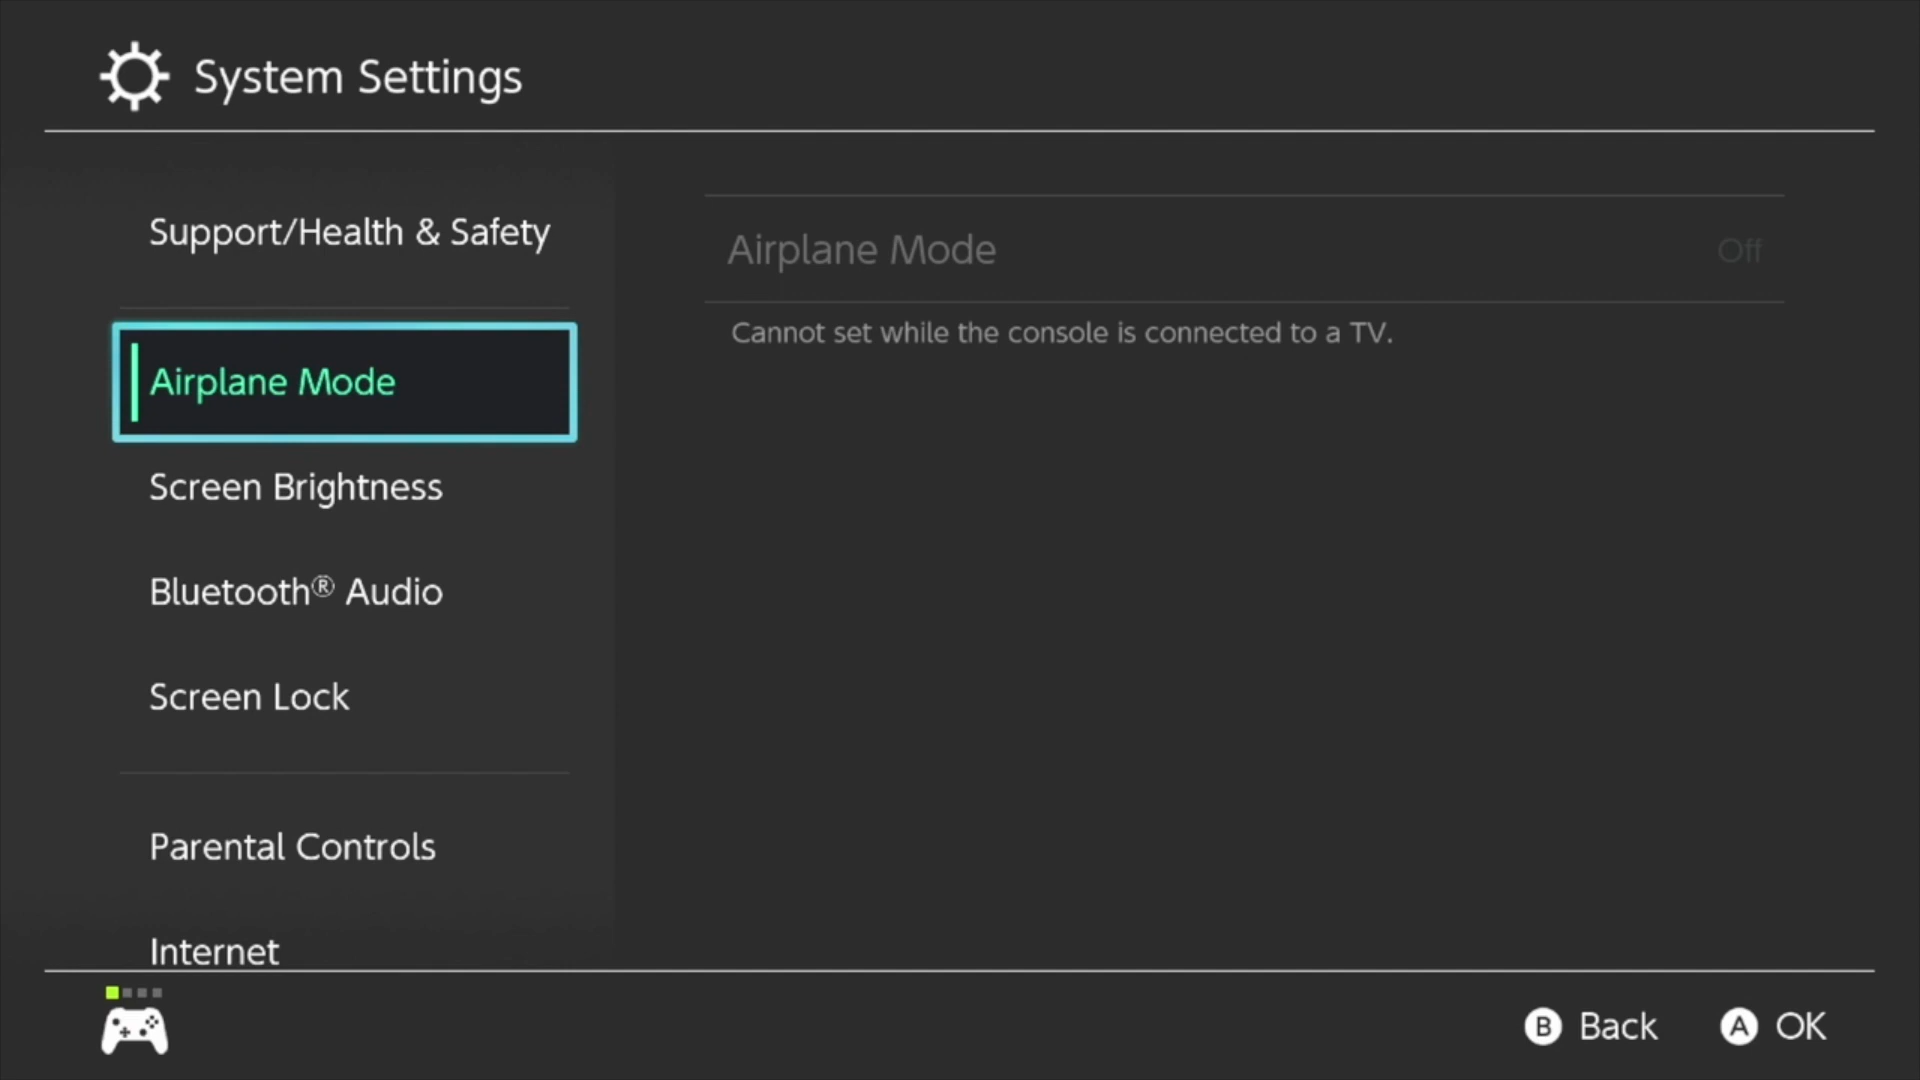 System Settings
Support/Health & Safety
Airplane Mode
Screen Brightness
Bluetooth® Audio
Screen Lock
Parental Controls
Internet
Airplane Mode Off
Cannot set while the console is connected to a TV.
B Back A OK